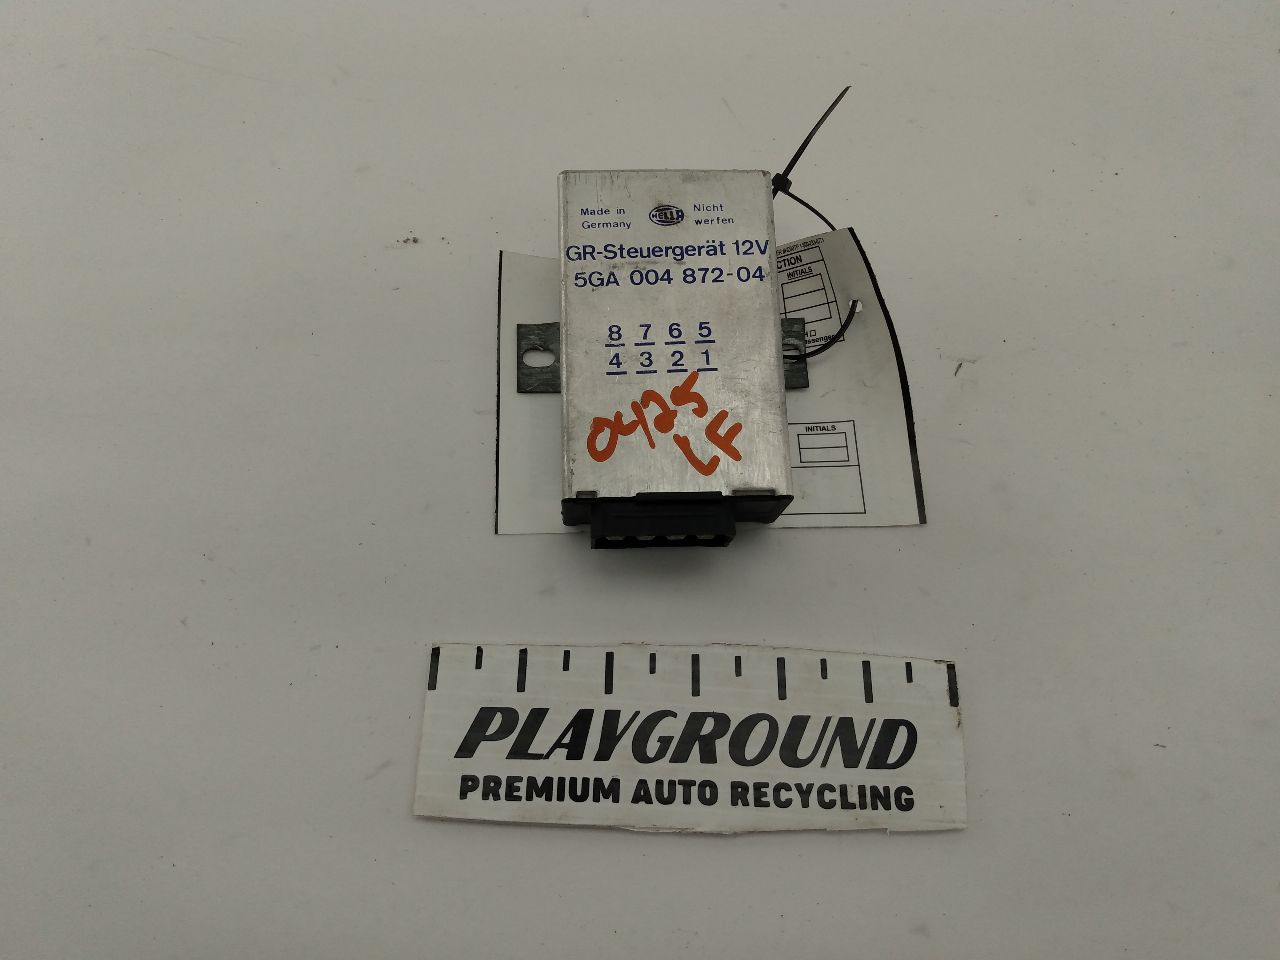 Made in
Germany
HELLA
Nicht
werfen
GR-Steuergerät 12V
5GA 004 872-04
8 7 6 5
4 3 2 1
0425
LF
CTION
INITIALS
H
assenger
INITIALS
PLAYGROUND
PREMIUM AUTO RECYCLING